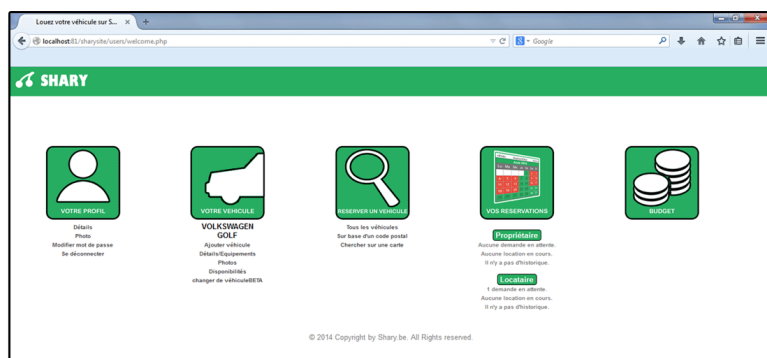 Louez votre véhicule sur S...
localhost:81/sharysite/users/welcome.php
Google
SHARY
VOTRE PROFIL
Détails
Photo
Modifier mot de passe
Se déconnecter
VOTRE VEHICULE
VOLKSWAGEN
GOLF
Ajouter véhicule
Détails/Equipements
Photos
Disponibilités
changer de véhiculeBETA
RESERVER UN VEHICULE
Tous les véhicules
Sur base d'un code postal
Chercher sur une carte
VOS RESERVATIONS
Propriétaire
Aucune demande en attente.
Aucune location en cours.
Il n'y a pas d'historique.
Locataire
1 demande en attente.
Aucune location en cours.
Il n'y a pas d'historique.
BUDGET
© 2014 Copyright by Shary.be. All Rights reserved.